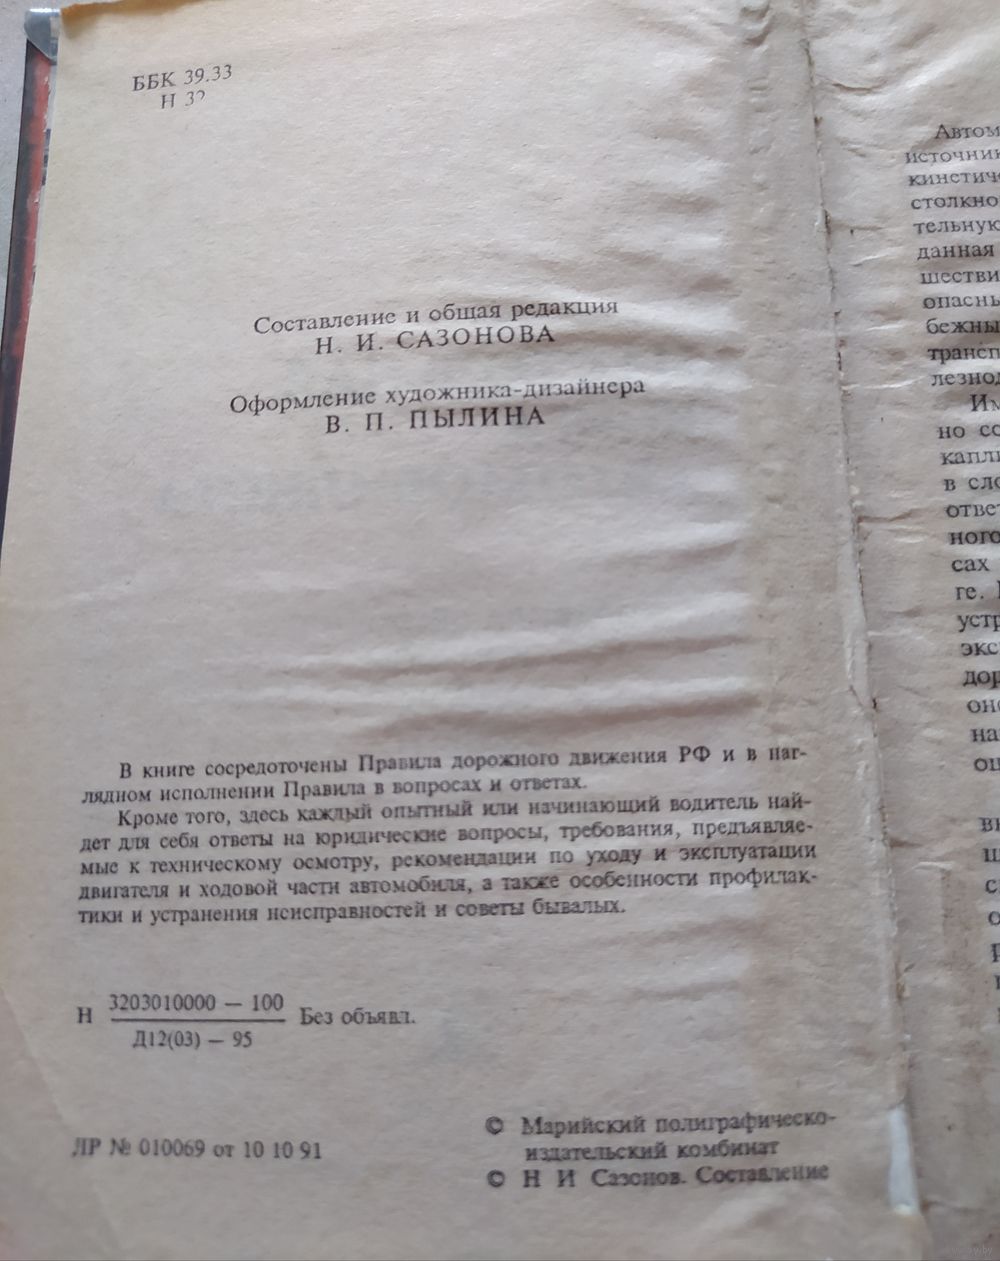 ББК 39.33
Н 32
Составление и общая редакция
Н. И. САЗОНОВА
Оформление художника-дизайнера
В. П. ПЫЛИНА
В книге сосредоточены Правила дорожного движения РФ и в наг-
лядном исполнении Правила в вопросах и ответах.
Кроме того, здесь каждый опытный или начинающий водитель най-
дет для себя ответы на юридические вопросы, требования, предъявляе-
мые к техническому осмотру, рекомендации по уходу и эксплуатации
двигателя и ходовой части автомобиля, а также особенности профилак-
тики и устранения неисправностей и советы бывалых.
Н 3203010000 — 100 Без объявл.
Д12(03) — 95
ЛР № 010069 от 10 10 91
© Марийский полиграфическо-
издательский комбинат
© Н И Сазонов. Составление
Автом
источник
кинетиче
столкно
тельную
данная
шестви
опасны
бежны
трансп
лезнод
Им
но со
капли
в сло
отвег
ного
сах
ге.
устр
экс
дор
оно
на
оп